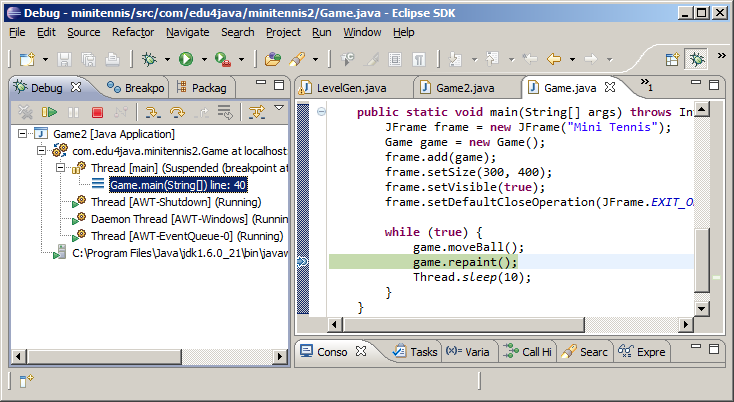 Debug - minitennis/src/com/edu4java/minitennis2/Game.java - Eclipse SDK
File Edit Source Refactor Navigate Search Project Run Window Help
Debug Breakpo Packag
Game2 [Java Application]
com.edu4java.minitennis2.Game at localhost
Thread [main] (Suspended (breakpoint at
Game.main(String[]) line: 40
Thread [AWT-Shutdown] (Running)
Daemon Thread [AWT-Windows] (Runnin
Thread [AWT-EventQueue-0] (Running)
C:\Program Files\Java\jdk1.6.0_21\bin\javaw
LevelGen.java Game2.java Game.java »1
public static void main(String[] args) throws In
JFrame frame = new JFrame("Mini Tennis");
Game game = new Game();
frame.add(game);
frame.setSize(300, 400);
frame.setVisible(true);
frame.setDefaultCloseOperation(JFrame.EXIT_O
while (true) {
game.moveBall();
game.repaint();
Thread.sleep(10);
}
}
Conso Tasks (x)= Varia Call Hi Searc Expre